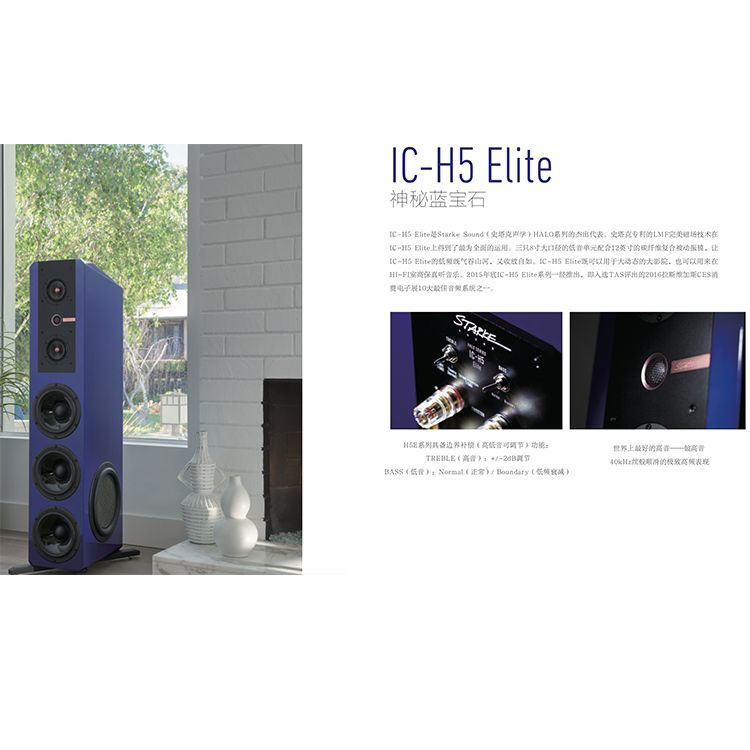 IC-H5 Elite
神秘蓝宝石
IC-H5 Elite是Starke Sound（史塔克声学）HALO系列的杰出代表。史塔克专利的LMF完美磁场技术在
IC-H5 Elite上得到了最为全面的运用。三只8寸大口径的低音单元配合12英寸的碳纤维复合被动振膜，让
IC-H5 Elite的低频既气吞山河，又收放自如。IC-H5 Elite既可以用于大动态的大影院，也可以用来在
HI-FI室高保真听音乐。2015年底IC-H5 Elite系列一经推出，即入选TAS评出的2016拉斯维加斯CES消
费电子展10大最佳音频系统之一。
STARKE
HALO SERIES
IC-H5
Elite
TREBLE
BASS
H5E系列具备边界补偿（高低音可调节）功能：
TREBLE（高音）：+/-2dB调节
BASS（低音）：Normal（正常）/ Boundary（低频衰减）
世界上最好的高音——铍高音
40kHz丝般顺滑的极致高频表现